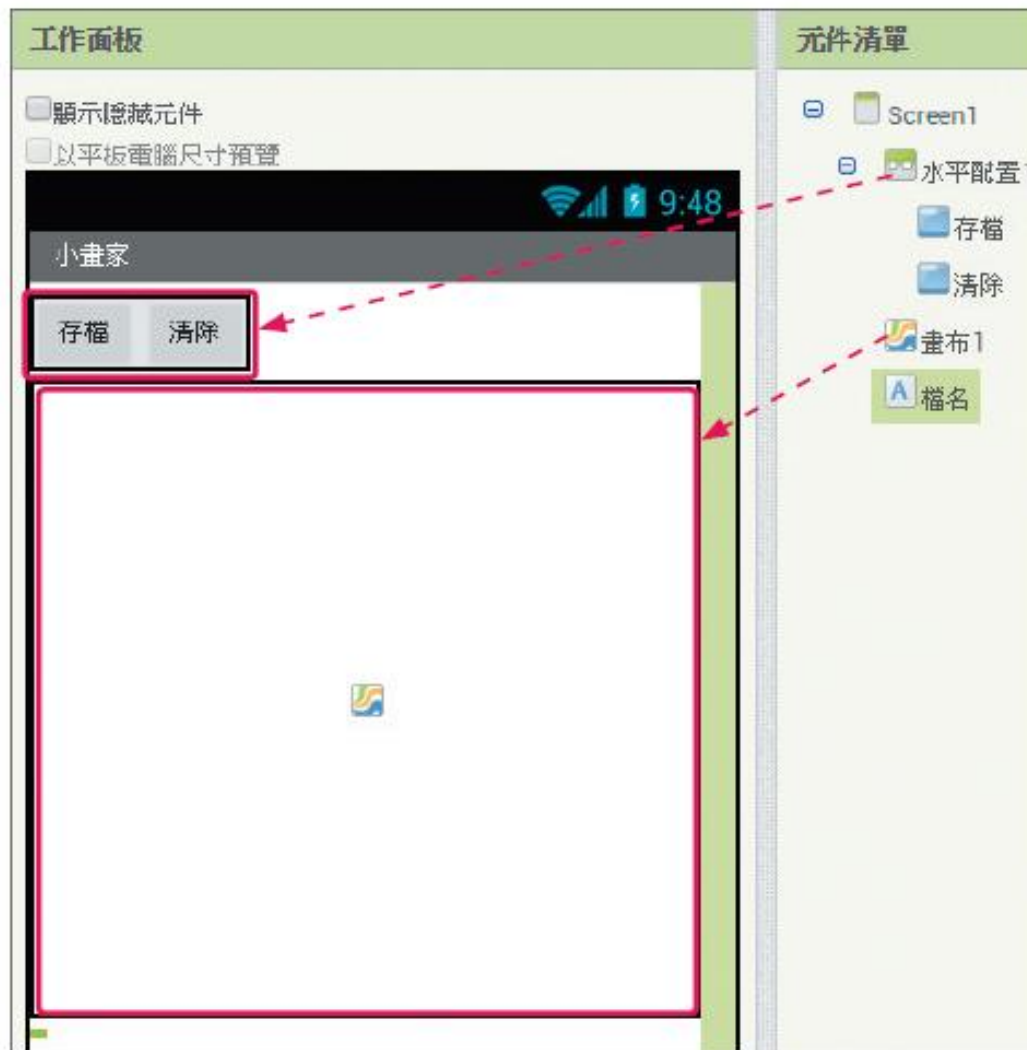 工作面板
顯示隱藏元件
以平板電腦尺寸預覽
9:48
小畫家
存檔 清除
元件清單
Screen1
水平配置1
存檔
清除
畫布1
A 檔名